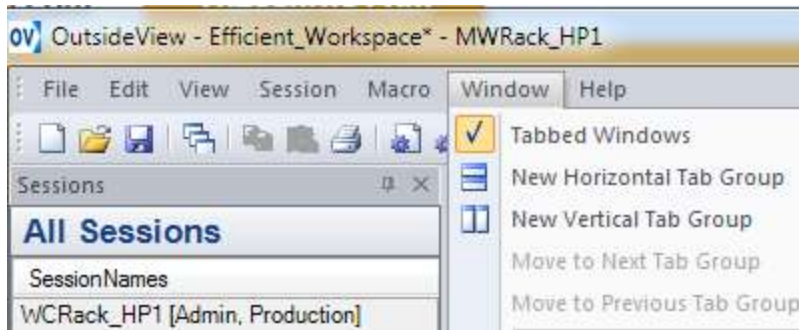 OV OutsideView - Efficient_Workspace* - MWRack_HP1
File Edit View Session Macro Window Help
Tabbed Windows
Sessions
New Horizontal Tab Group
All Sessions
New Vertical Tab Group
SessionNames
Move to Next Tab Group
WCRack_HP1 [Admin, Production]
Move to Previous Tab Group